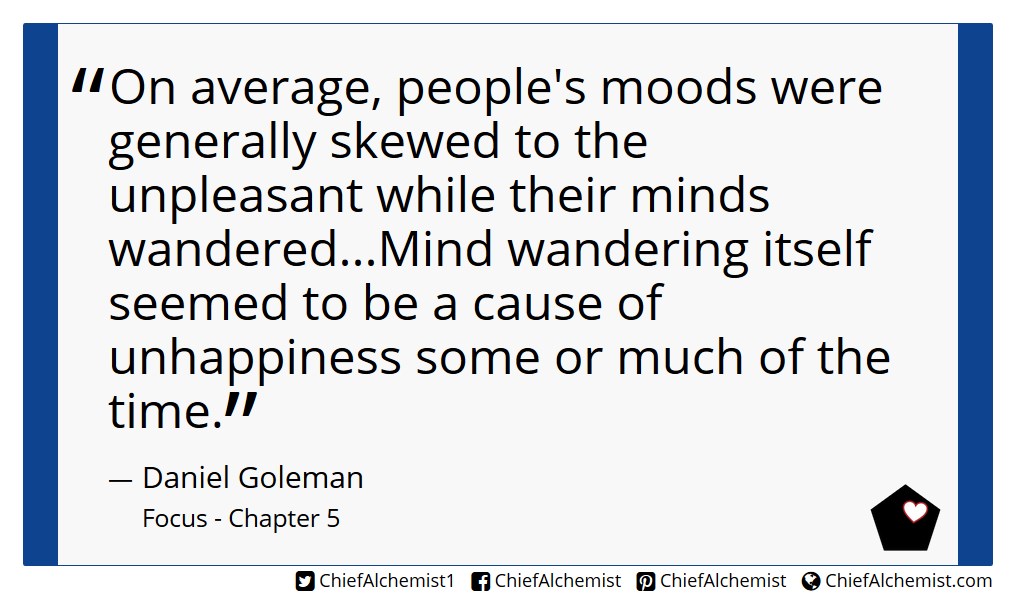 “On average, people's moods were
generally skewed to the
unpleasant while their minds
wandered...Mind wandering itself
seemed to be a cause of
unhappiness some or much of the
time.”
— Daniel Goleman
Focus - Chapter 5
ChiefAlchemist1 ChiefAlchemist ChiefAlchemist ChiefAlchemist.com